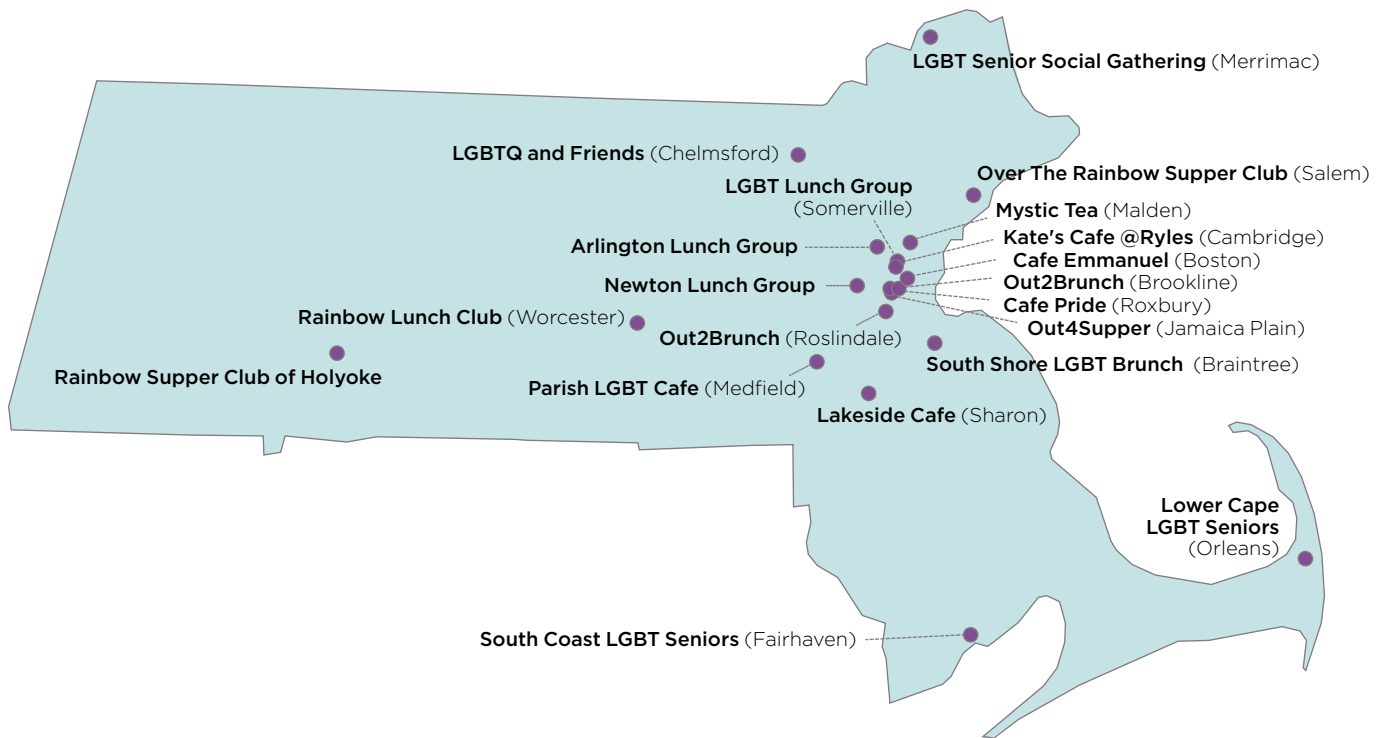 LGBT Senior Social Gathering (Merrimac)
LGBTQ and Friends (Chelmsford)
Over The Rainbow Supper Club (Salem)
LGBT Lunch Group
(Somerville)
Mystic Tea (Malden)
Kate's Cafe @Ryles (Cambridge)
Arlington Lunch Group
Cafe Emmanuel (Boston)
Out2Brunch (Brookline)
Newton Lunch Group
Cafe Pride (Roxbury)
Rainbow Lunch Club (Worcester)
Out4Supper (Jamaica Plain)
Out2Brunch (Roslindale)
South Shore LGBT Brunch (Braintree)
Rainbow Supper Club of Holyoke
Parish LGBT Cafe (Medfield)
Lakeside Cafe (Sharon)
Lower Cape
LGBT Seniors
(Orleans)
South Coast LGBT Seniors (Fairhaven)